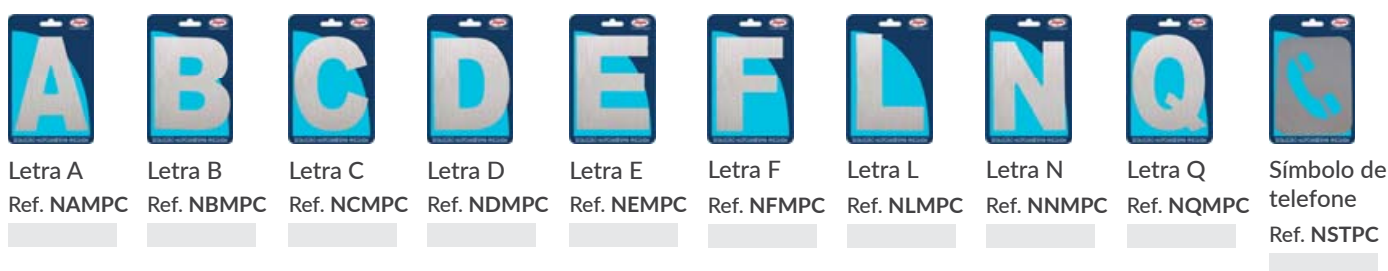 A B C D E F L N Q
Letra A
Ref. NAMPC
Letra B
Ref. NBMPC
Letra C
Ref. NCMPC
Letra D
Ref. NDMPC
Letra E
Ref. NEMPC
Letra F
Ref. NFMPC
Letra L
Ref. NLMPC
Letra N
Ref. NNMPC
Letra Q
Ref. NQMPC
Símbolo de
telefone
Ref. NSTPC